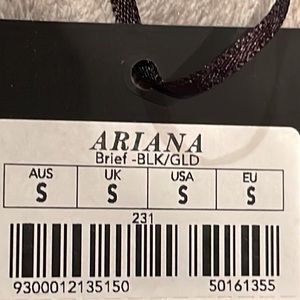 ARIANA
Brief -BLK/GLD
AUS UK USA EU
S S S S
231
9300012135150 50161355